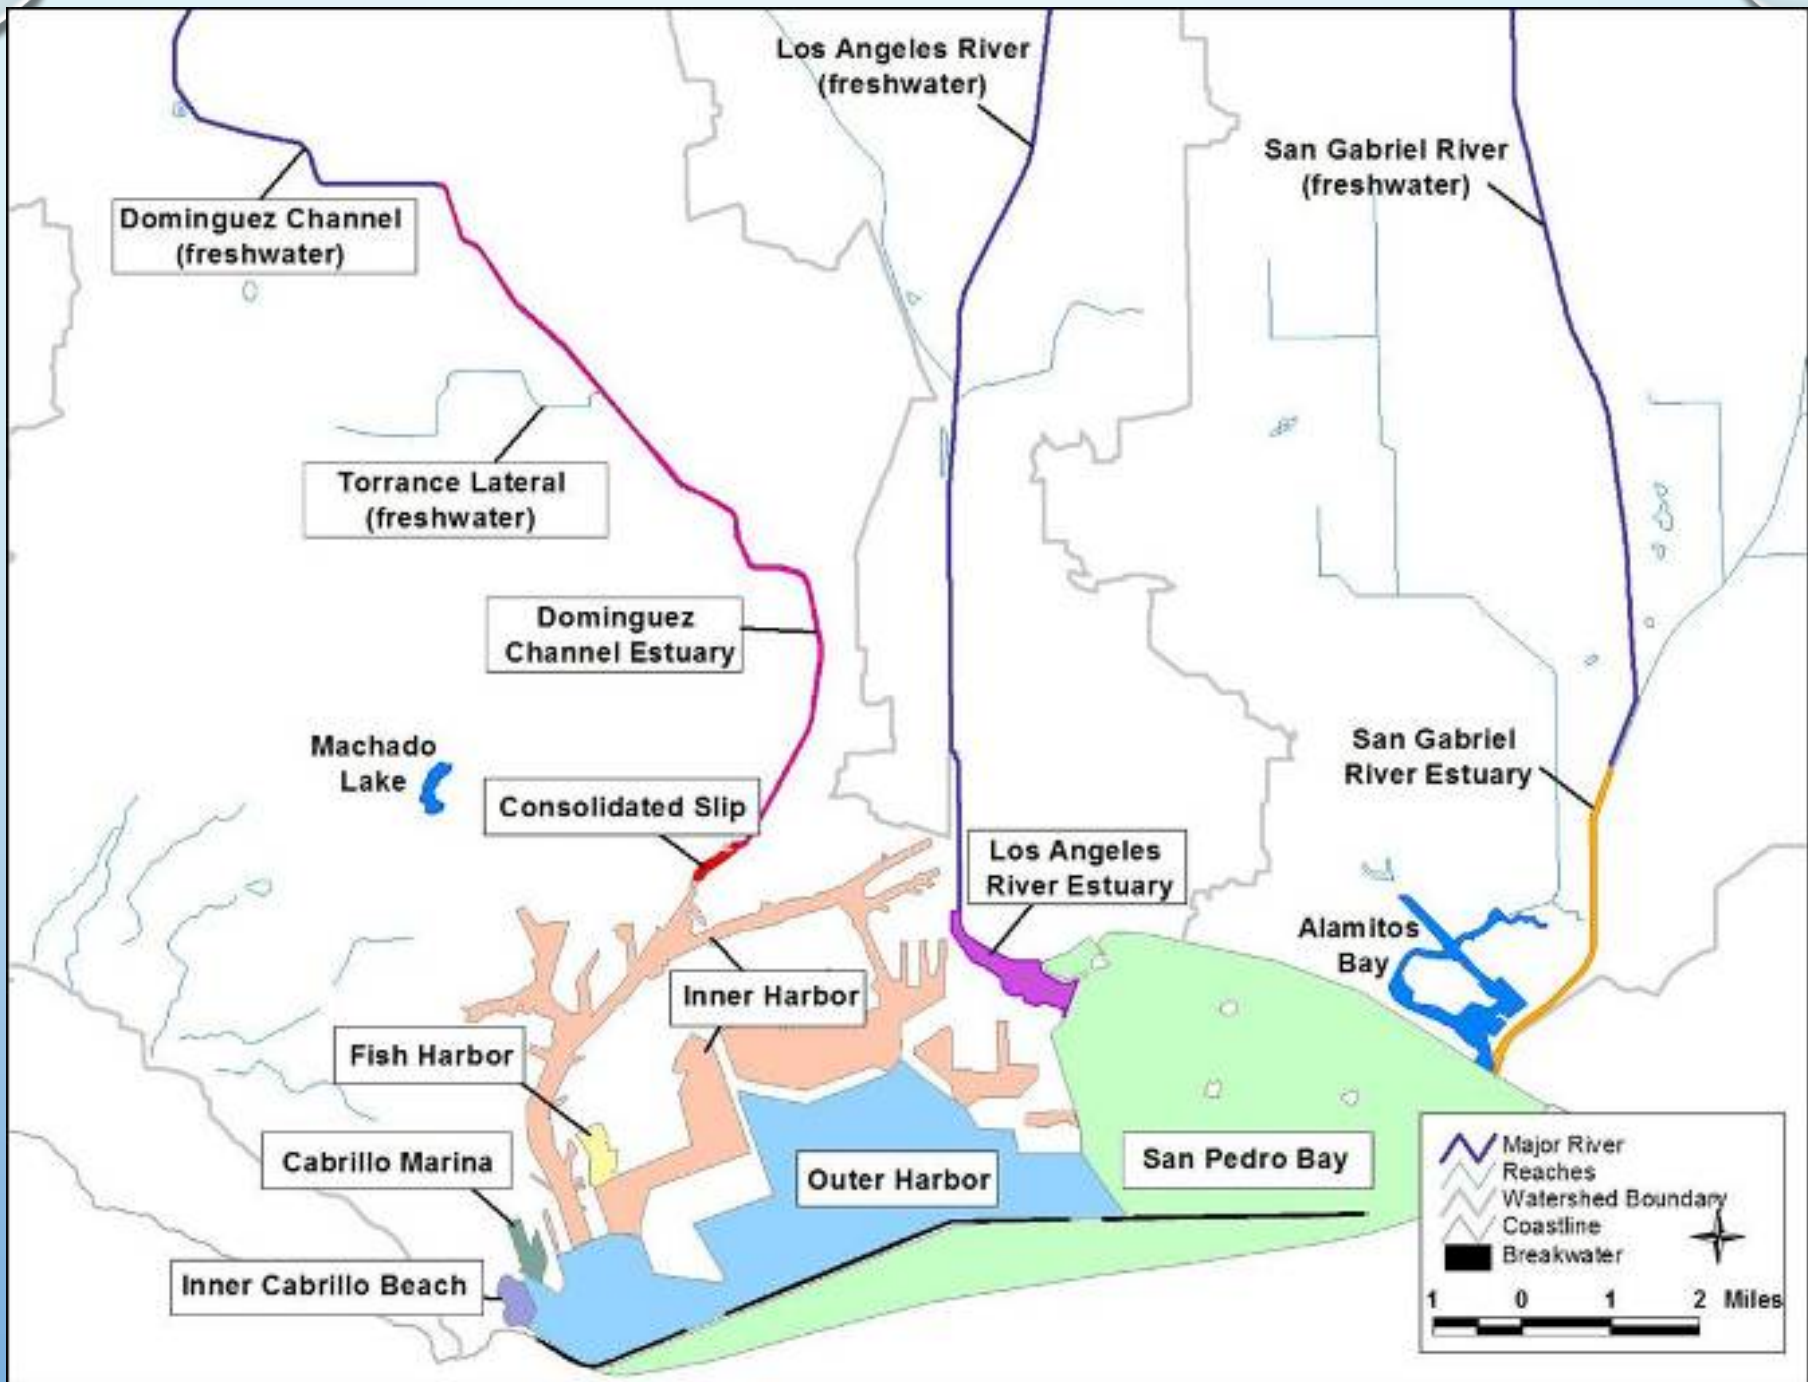 Los Angeles River
(freshwater)
San Gabriel River
(freshwater)
Dominguez Channel
(freshwater)
Torrance Lateral
(freshwater)
Dominguez
Channel Estuary
Machado
Lake
San Gabriel
River Estuary
Consolidated Slip
Los Angeles
River Estuary
Alamitos
Bay
Inner Harbor
Fish Harbor
Cabrillo Marina
Outer Harbor
San Pedro Bay
Inner Cabrillo Beach
Major River
Reaches
Watershed Boundary
Coastline
Breakwater
1 0 1 2 Miles